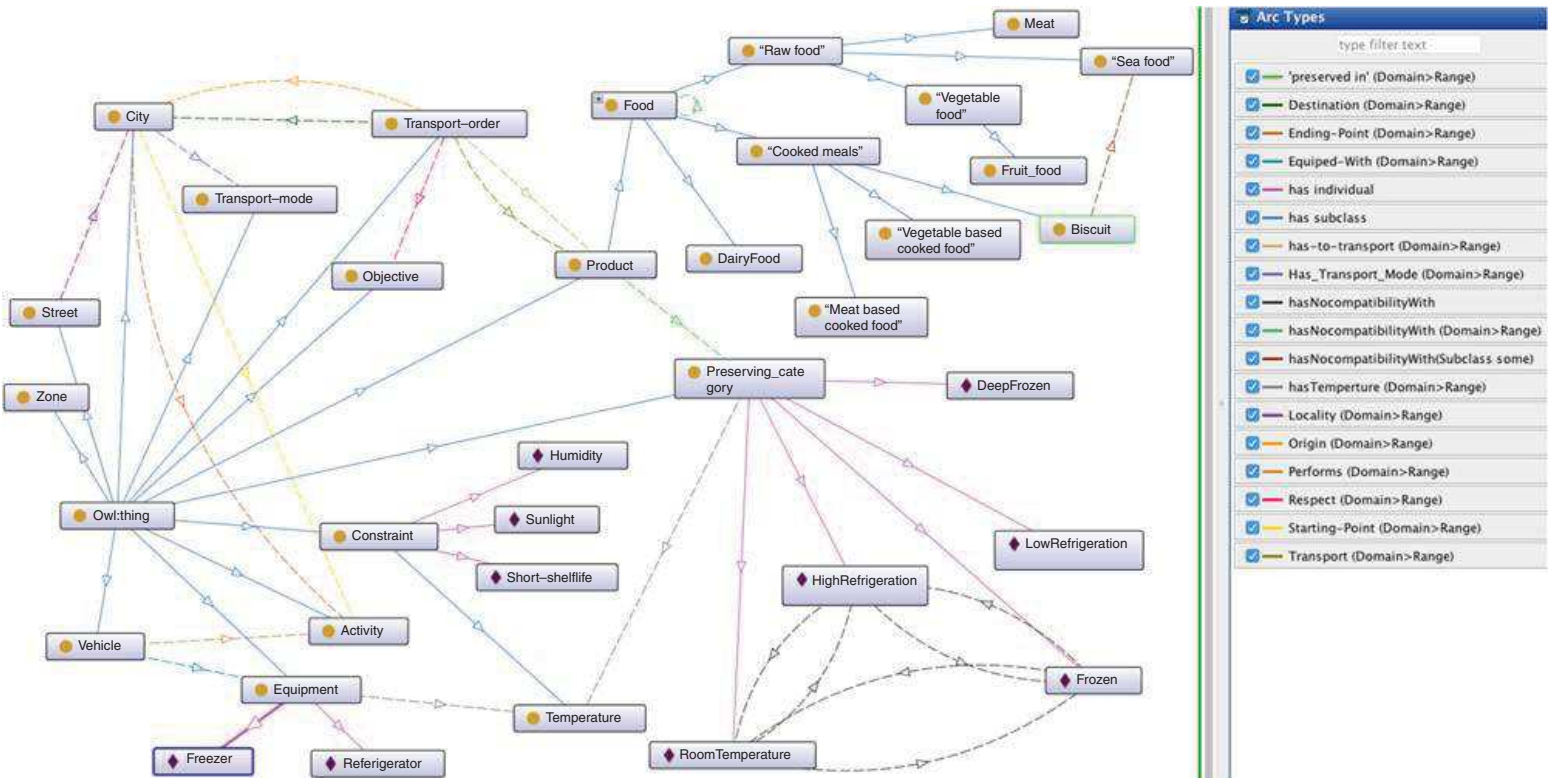 Meat
"Raw food"
"Sea food"
Food
"Vegetable
food"
City
Transport–order
"Cooked meals"
Fruit_food
Transport–mode
"Vegetable based
cooked food"
Biscuit
DairyFood
Product
Objective
Street
"Meat based
cooked food"
Preserving_cate
gory
DeepFrozen
Zone
Humidity
Owl:thing
Sunlight
Constraint
LowRefrigeration
Short–shelflife
HighRefrigeration
Activity
Vehicle
Frozen
Equipment
Temperature
Freezer
Referigerator
RoomTemperature
Arc Types
type filter text
'preserved in' (Domain>Range)
Destination (Domain>Range)
Ending-Point (Domain>Range)
Equiped-With (Domain>Range)
has individual
has subclass
has-to-transport (Domain>Range)
Has_Transport_Mode (Domain>Range)
hasNocompatibilityWith
hasNocompatibilityWith (Domain>Range)
hasNocompatibilityWith(Subclass some)
hasTemperture (Domain>Range)
Locality (Domain>Range)
Origin (Domain>Range)
Performs (Domain>Range)
Respect (Domain>Range)
Starting-Point (Domain>Range)
Transport (Domain>Range)